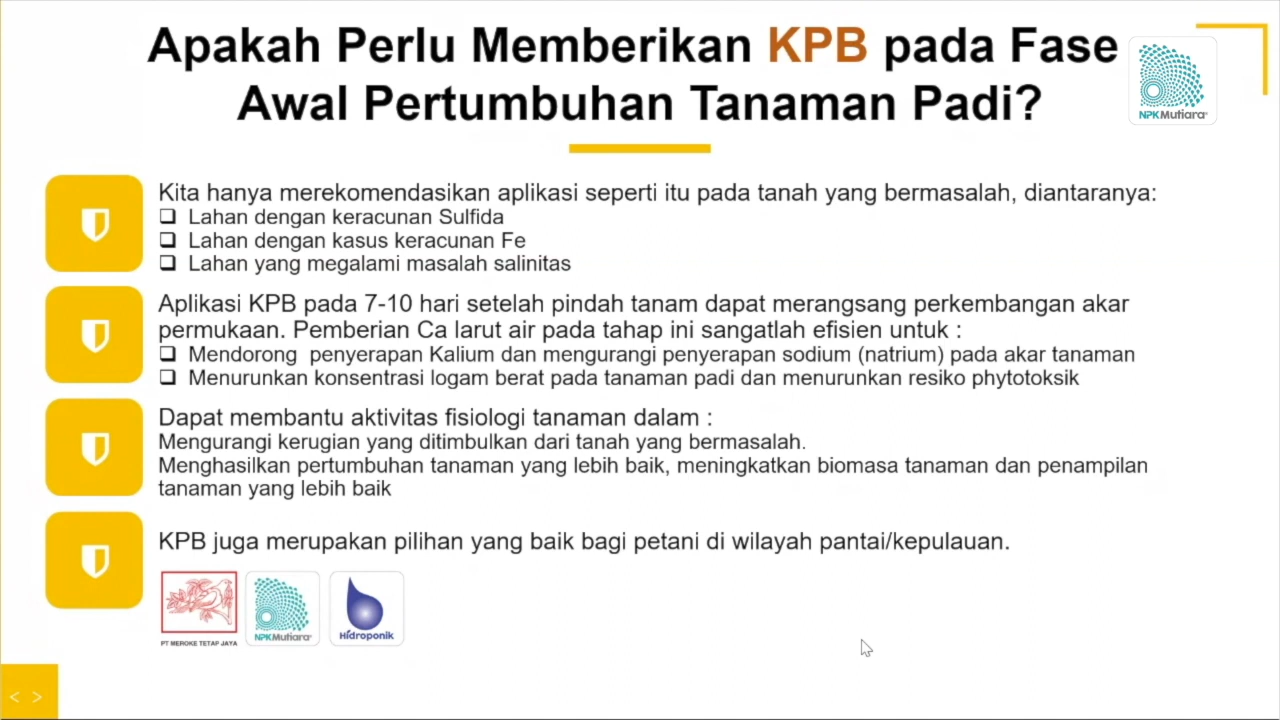 Apakah Perlu Memberikan KPB pada Fase
Awal Pertumbuhan Tanaman Padi?
NPKMutiara®
Kita hanya merekomendasikan aplikasi seperti itu pada tanah yang bermasalah, diantaranya:
❑ Lahan dengan keracunan Sulfida
❑ Lahan dengan kasus keracunan Fe
❑ Lahan yang megalami masalah salinitas
Aplikasi KPB pada 7-10 hari setelah pindah tanam dapat merangsang perkembangan akar
permukaan. Pemberian Ca larut air pada tahap ini sangatlah efisien untuk :
❑ Mendorong penyerapan Kalium dan mengurangi penyerapan sodium (natrium) pada akar tanaman
❑ Menurunkan konsentrasi logam berat pada tanaman padi dan menurunkan resiko phytotoksik
Dapat membantu aktivitas fisiologi tanaman dalam :
Mengurangi kerugian yang ditimbulkan dari tanah yang bermasalah.
Menghasilkan pertumbuhan tanaman yang lebih baik, meningkatkan biomasa tanaman dan penampilan
tanaman yang lebih baik
KPB juga merupakan pilihan yang baik bagi petani di wilayah pantai/kepulauan.
PT MEROKE TETAP JAYA
NPKMutiara®
Hidroponik
< >